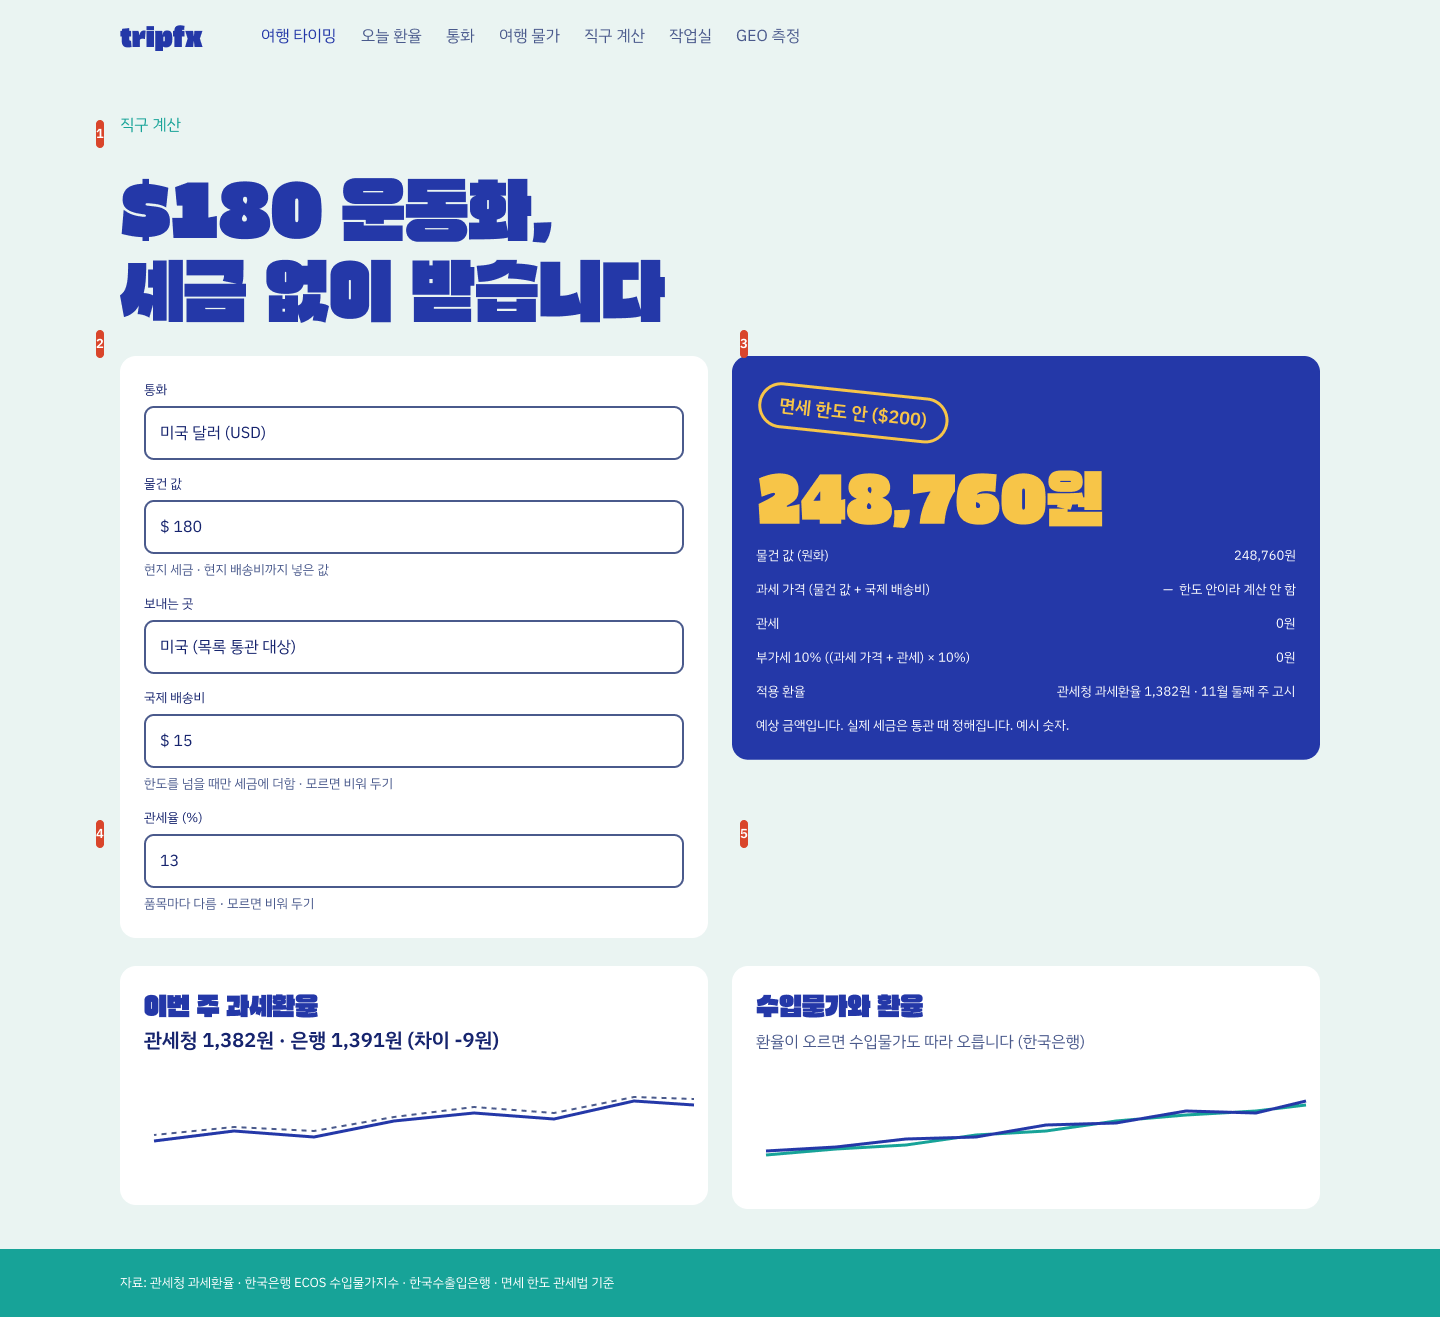 tripfx
여행 타이밍
오늘 환율
통화
여행 물가
직구 계산
작업실
GEO 측정
1
직구 계산
$180 운동화,
세금 없이 받습니다
2
통화
미국 달러 (USD)
물건 값
$ 180
현지 세금 · 현지 배송비까지 넣은 값
보내는 곳
미국 (목록 통관 대상)
국제 배송비
$ 15
한도를 넘을 때만 세금에 더함 · 모르면 비워 두기
4
관세율 (%)
13
품목마다 다름 · 모르면 비워 두기
3
면세 한도 안 ($200)
248,760원
물건 값 (원화) 248,760원
과세 가격 (물건 값 + 국제 배송비) — 한도 안이라 계산 안 함
관세 0원
부가세 10% ((과세 가격 + 관세) × 10%) 0원
적용 환율 관세청 과세환율 1,382원 · 11월 둘째 주 고시
예상 금액입니다. 실제 세금은 통관 때 정해집니다. 예시 숫자.
5
이번 주 과세환율
관세청 1,382원 · 은행 1,391원 (차이 -9원)
수입물가와 환율
환율이 오르면 수입물가도 따라 오릅니다 (한국은행)
자료: 관세청 과세환율 · 한국은행 ECOS 수입물가지수 · 한국수출입은행 · 면세 한도 관세법 기준